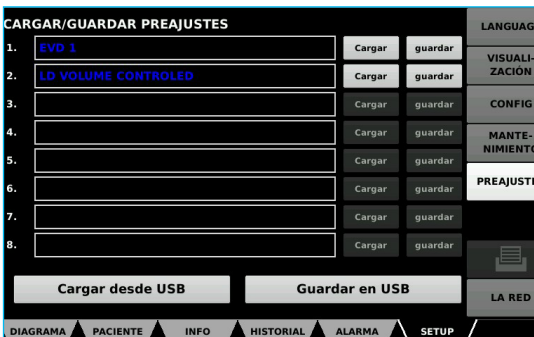 CARGAR/GUARDAR PREAJUSTES
LANGUAG
1. EVO 1 Cargar guardar
VISUALI-
ZACIÓN
2. LD VOLUME CONTROLED Cargar guardar
3. Cargar guardar
CONFIG
4. Cargar guardar
MANTE-
NIMIENTO
5. Cargar guardar
6. Cargar guardar
PREAJUSTE
7. Cargar guardar
8. Cargar guardar
Cargar desde USB Guardar en USB
LA RED
DIAGRAMA PACIENTE INFO HISTORIAL ALARMA SETUP